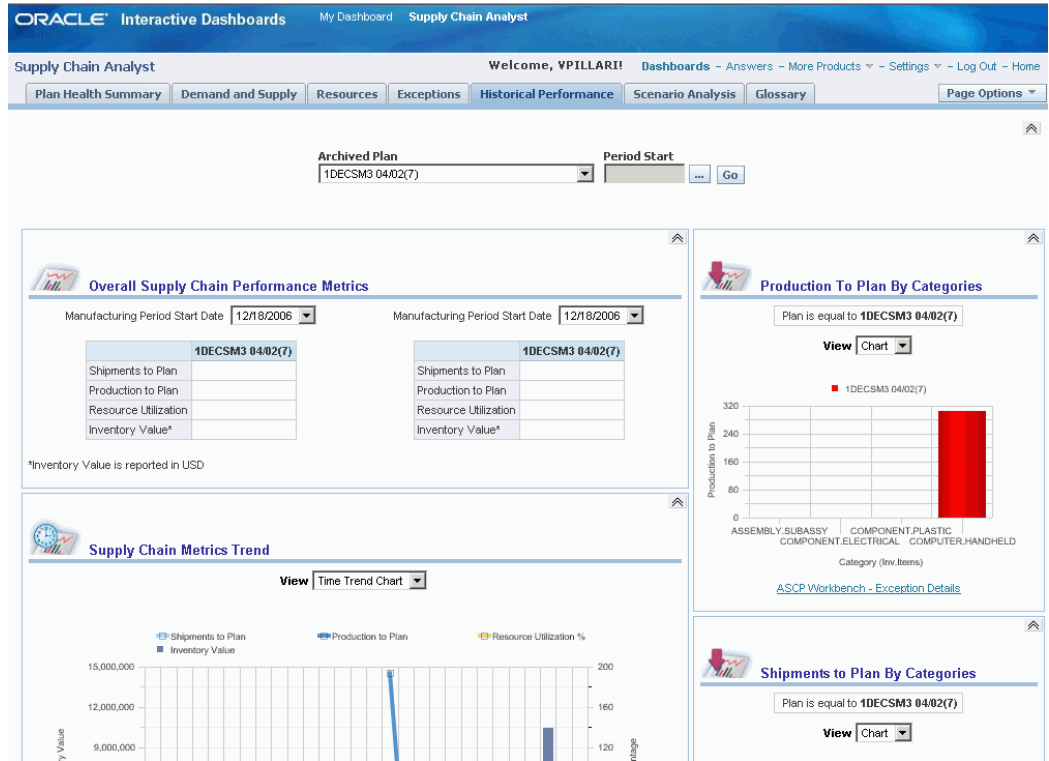 ORACLE Interactive Dashboards My Dashboard Supply Chain Analyst
Supply Chain Analyst Welcome, VPILLARI! Dashboards - Answers - More Products - Settings - Log Out - Home
Plan Health Summary Demand and Supply Resources Exceptions Historical Performance Scenario Analysis Glossary Page Options
Archived Plan Period Start
1DECSM3 04/02(7) ... Go
Overall Supply Chain Performance Metrics
Manufacturing Period Start Date 12/18/2006 Manufacturing Period Start Date 12/18/2006
1DECSM3 04/02(7) 1DECSM3 04/02(7)
Shipments to Plan Shipments to Plan
Production to Plan Production to Plan
Resource Utilization Resource Utilization
Inventory Value* Inventory Value*
*Inventory Value is reported in USD
Production To Plan By Categories
Plan is equal to 1DECSM3 04/02(7)
View Chart
1DECSM3 04/02(7)
320
240
160
80
0
Production to Plan
ASSEMBLY.SUBASSY COMPONENT.PLASTIC
COMPONENT.ELECTRICAL COMPUTER.HANDHELD
Category (Inv.Items)
ASCP Workbench - Exception Details
Supply Chain Metrics Trend
View Time Trend Chart
Shipments to Plan Production to Plan Resource Utilization %
Inventory Value
15,000,000 200
12,000,000 160
9,000,000 120
Value
Shipments to Plan By Categories
Plan is equal to 1DECSM3 04/02(7)
View Chart